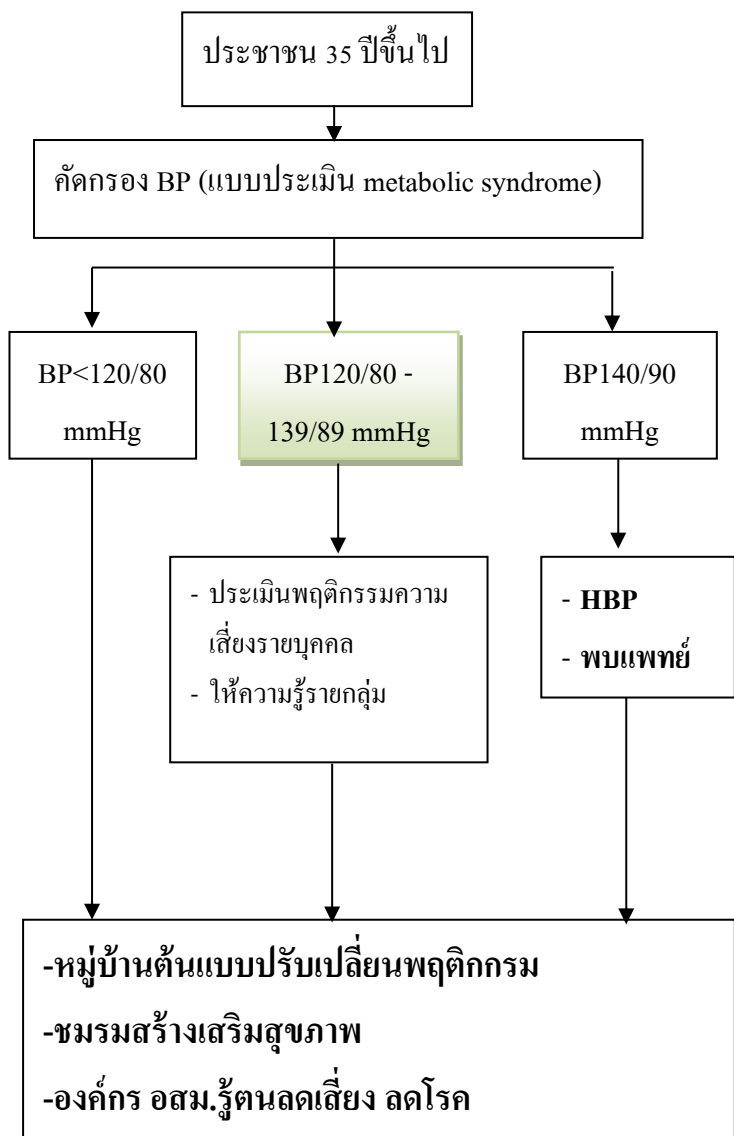 ประชาชน 35 ปีขึ้นไป
คัดกรอง BP (แบบประเมิน metabolic syndrome)
BP<120/80
mmHg
BP120/80 -
139/89 mmHg
BP140/90
mmHg
- ประเมินพฤติกรรมความ
เสี่ยงรายบุคคล
- ให้ความรู้รายกลุ่ม
- HBP
- พบแพทย์
-หมู่บ้านต้นแบบปรับเปลี่ยนพฤติกกรม
-ชมรมสร้างเสริมสุขภาพ
-องค์กร อสม.รู้ตนลดเสี่ยง ลดโรค